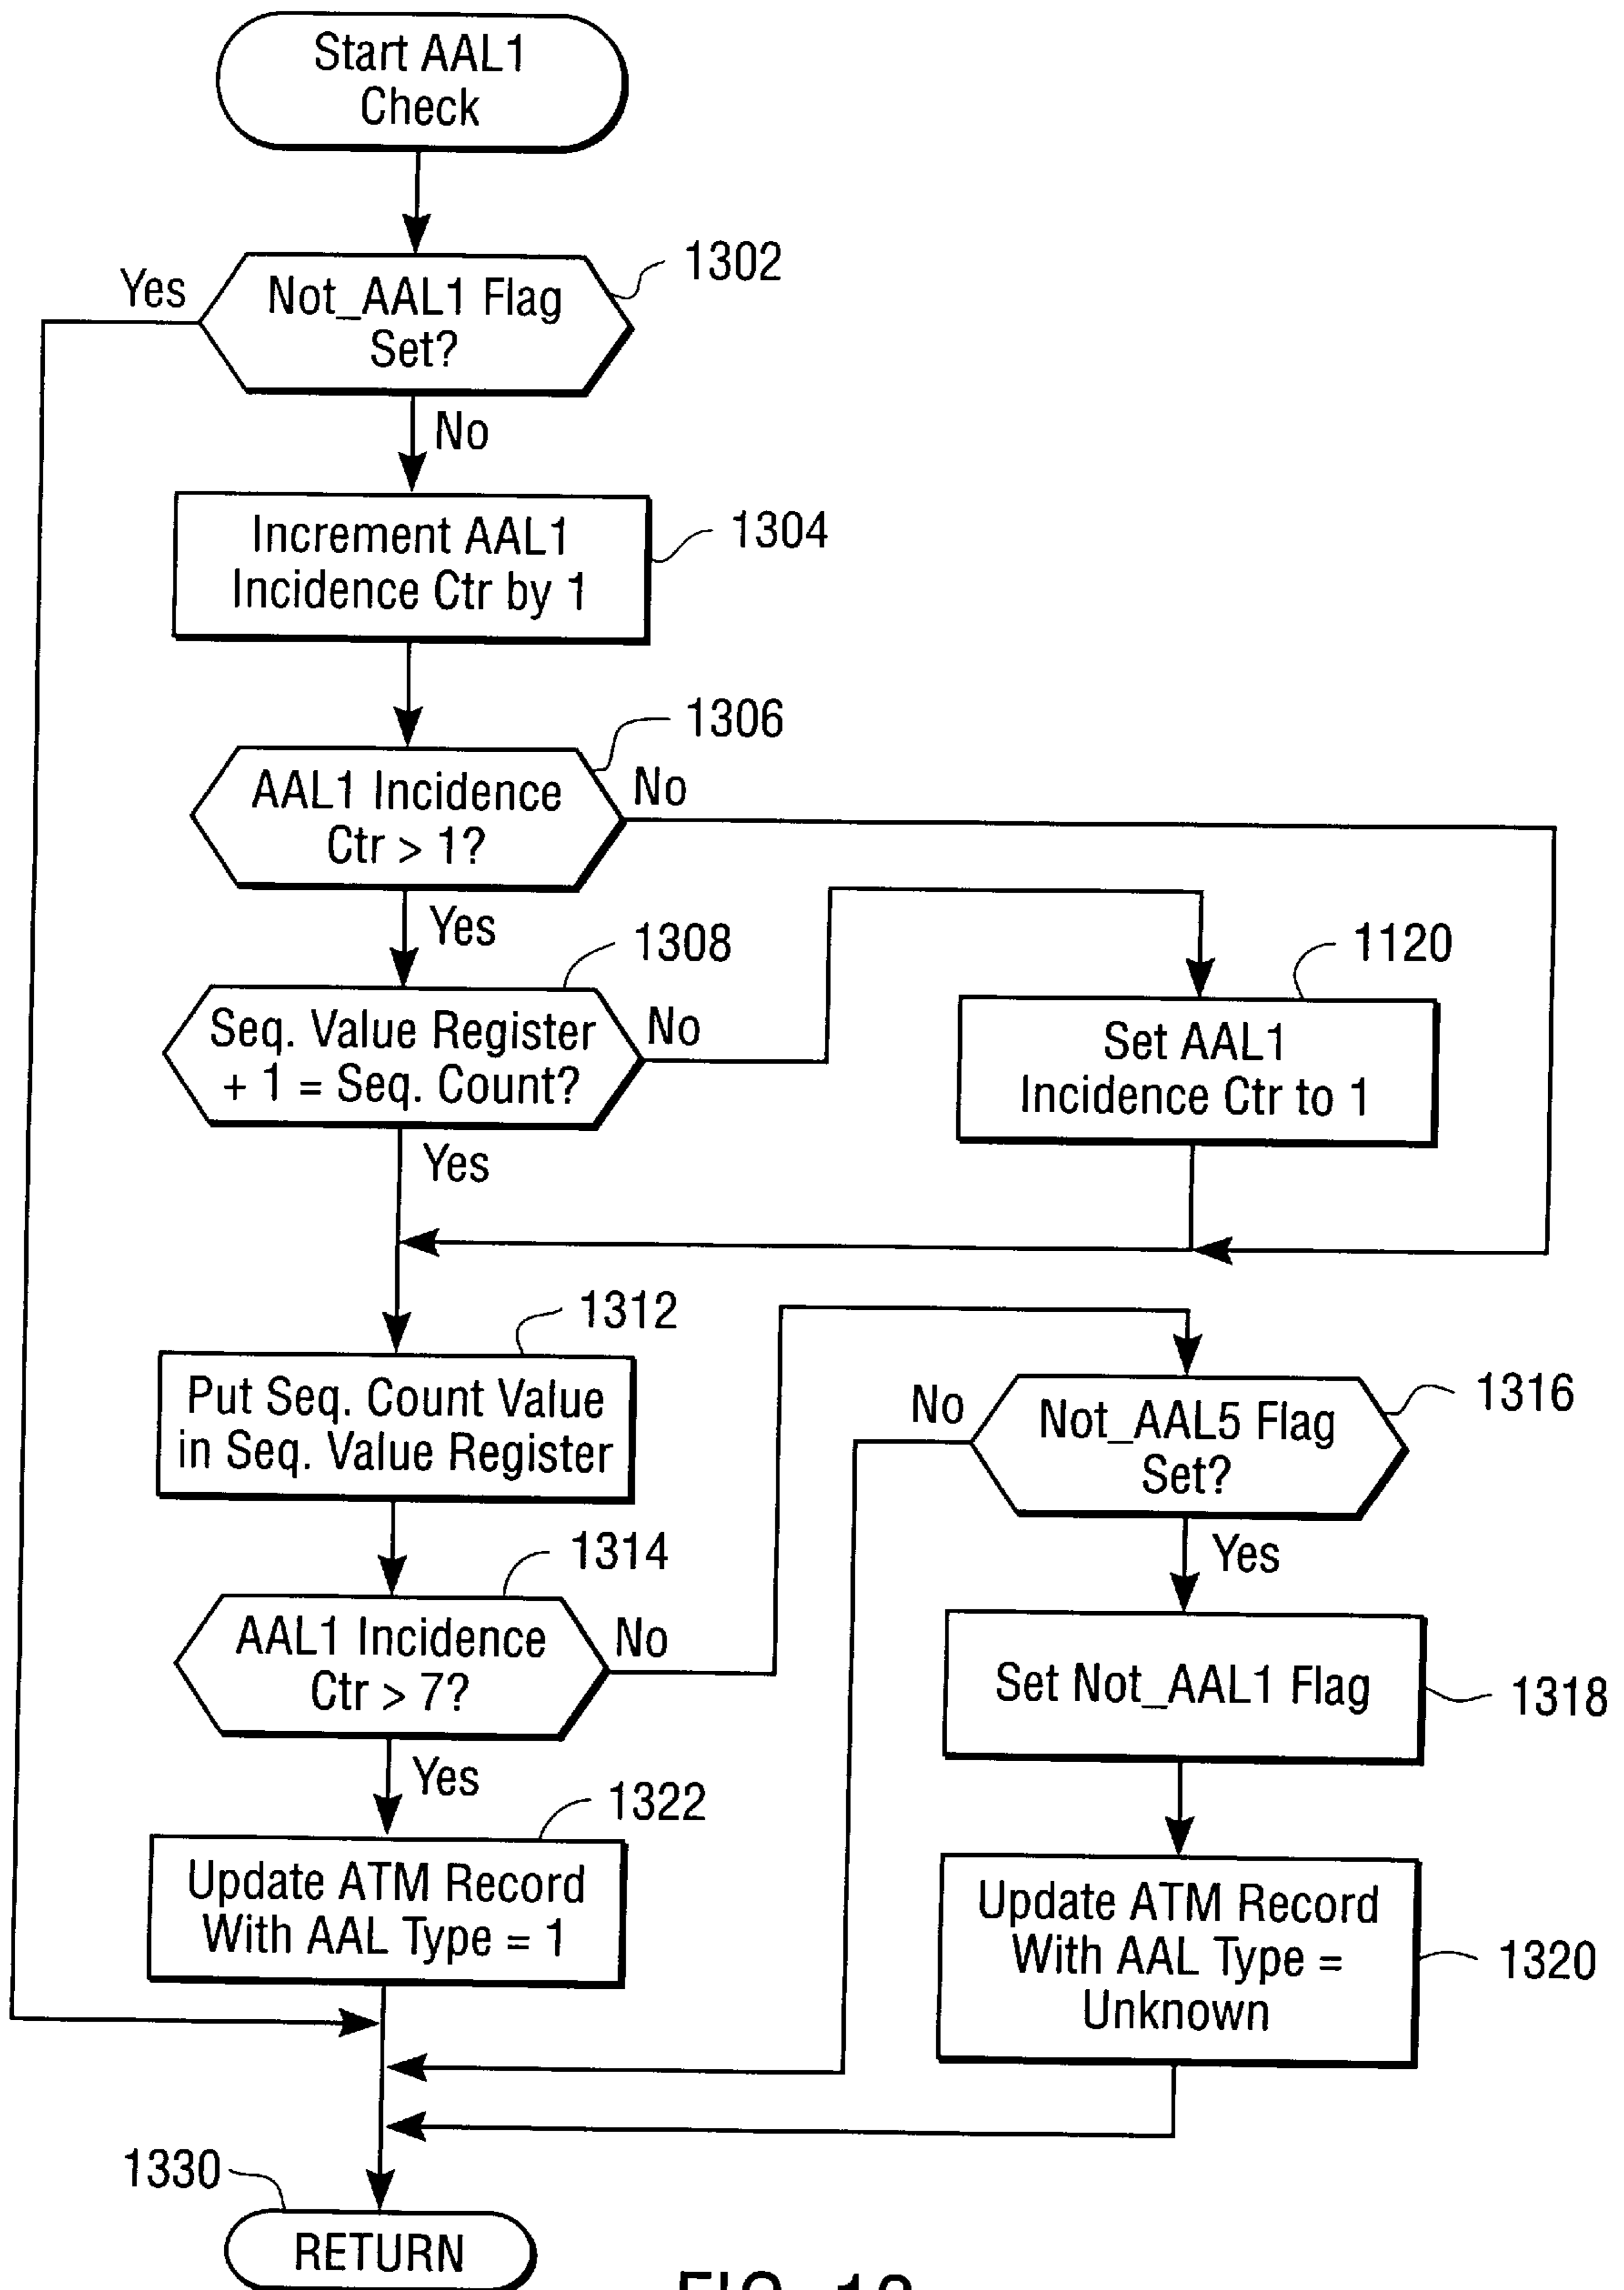 Start AAL1
Check
1302
Yes
Not_AAL1 Flag
Set?
No
Increment AAL1
Incidence Ctr by 1
1304
1306
AAL1 Incidence
Ctr > 1?
No
Yes
1308
Seq. Value Register
+ 1 = Seq. Count?
No
1120
Set AAL1
Incidence Ctr to 1
Yes
1312
Put Seq. Count Value
in Seq. Value Register
No
Not_AAL5 Flag
Set?
1316
1314
AAL1 Incidence
Ctr > 7?
No
Yes
Set Not_AAL1 Flag
1318
Yes
1322
Update ATM Record
With AAL Type = 1
Update ATM Record
With AAL Type =
Unknown
1320
1330
RETURN
FIG.